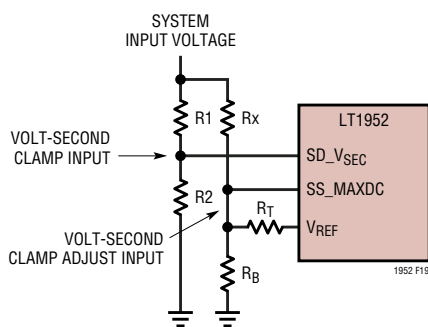 SYSTEM
INPUT VOLTAGE
R1
Rx
LT1952
VOLT-SECOND
CLAMP INPUT
SD_VSEC
R2
SS_MAXDC
RT
VREF
VOLT-SECOND
CLAMP ADJUST INPUT
RB
1952 F19